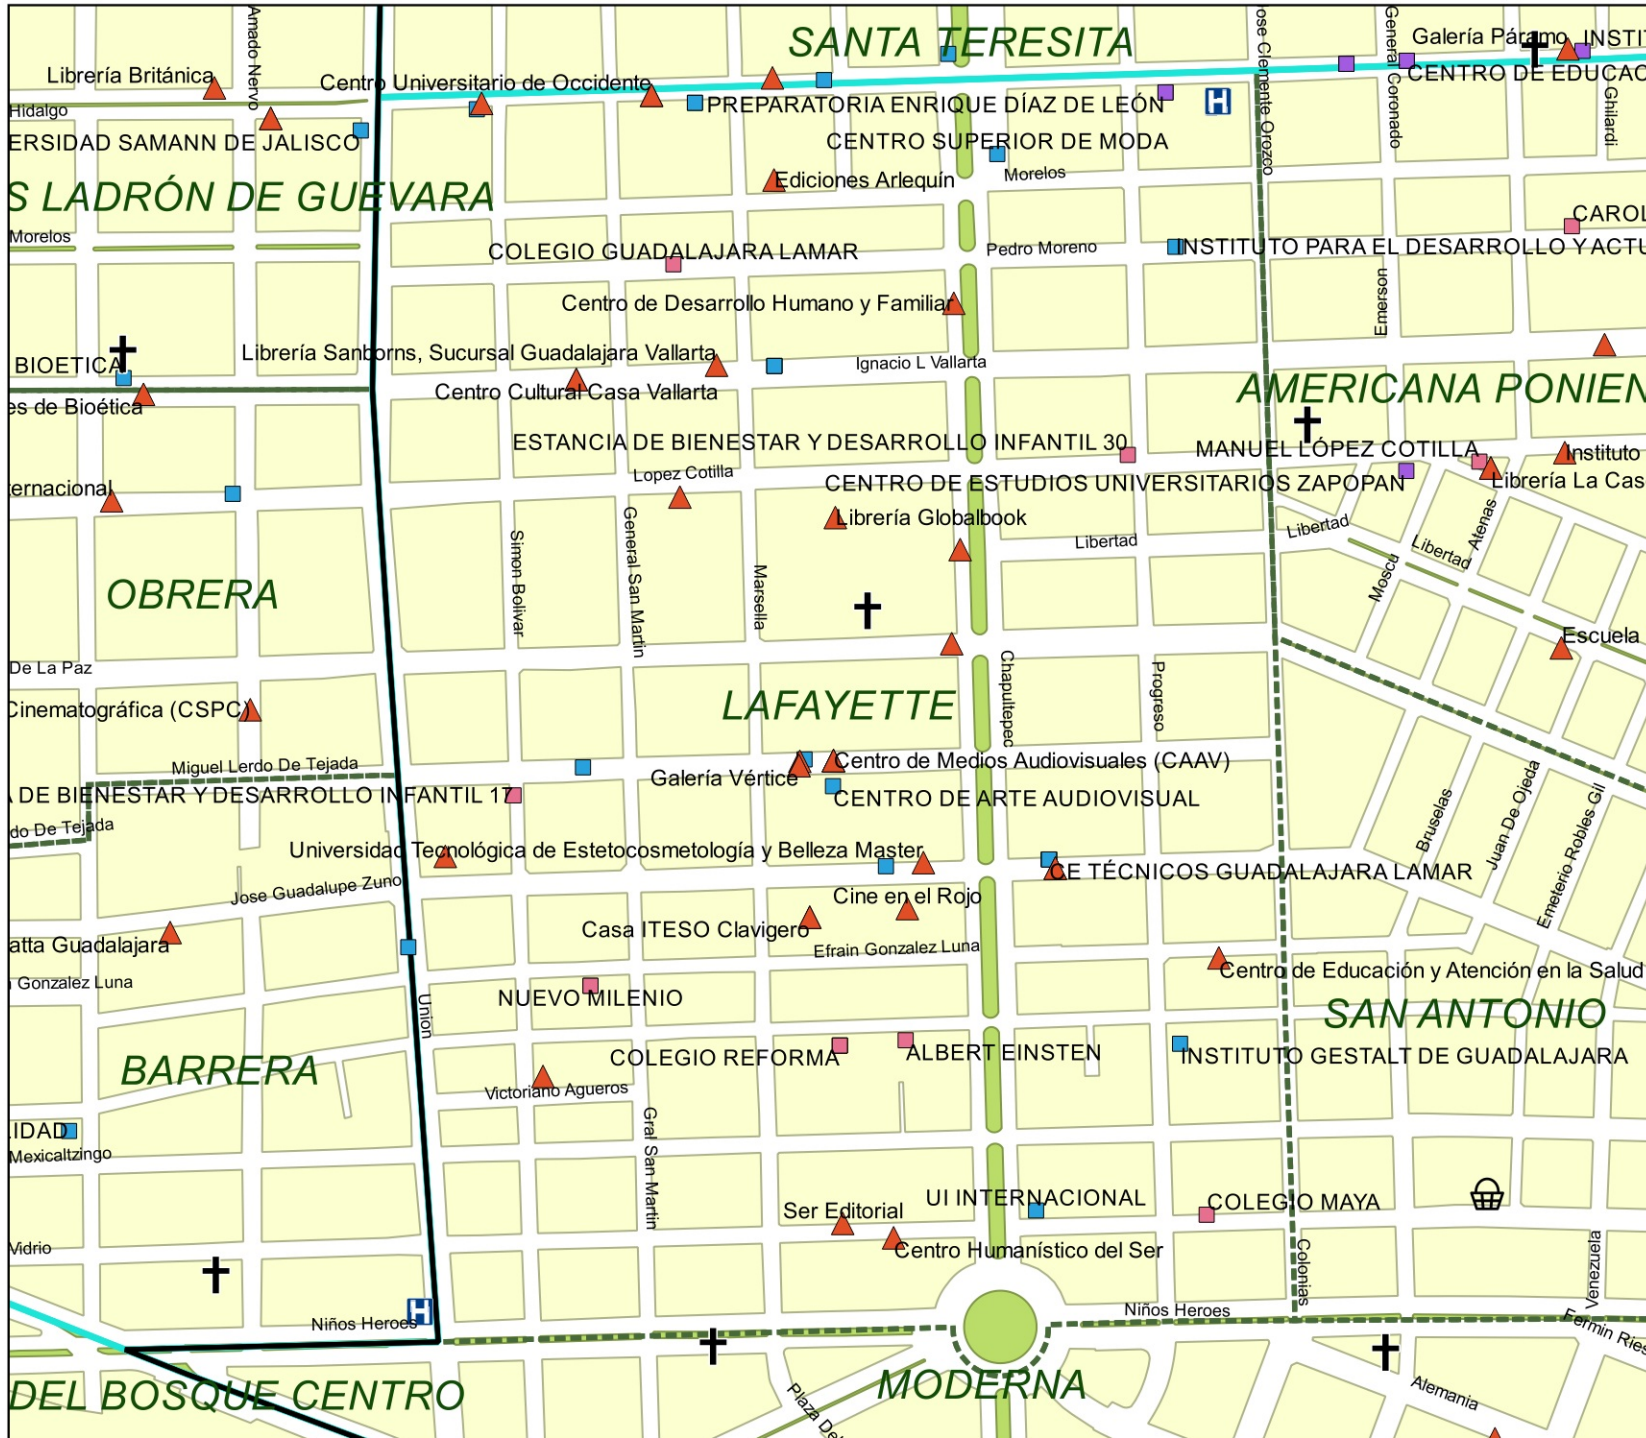 SANTA TERESITA
Amado Nervo
Jose Clemente Orozco
General Coronado
Galería Páramo
INSTIT
Librería Británica
Centro Universitario de Occidente
CENTRO DE EDUCAC
Ghilardi
Hidalgo
PREPARATORIA ENRIQUE DÍAZ DE LEÓN
H
ERSIDAD SAMANN DE JALISCO
CENTRO SUPERIOR DE MODA
Morelos
Ediciones Arlequín
S LADRÓN DE GUEVARA
CAROL
Morelos
COLEGIO GUADALAJARA LAMAR
Pedro Moreno
INSTITUTO PARA EL DESARROLLO Y ACTU
Emerson
Centro de Desarrollo Humano y Familiar
Librería Sanborns, Sucursal Guadalajara Vallarta
Ignacio L Vallarta
BIOETICA
AMERICANA PONIEN
Centro Cultural Casa Vallarta
es de Bioética
ESTANCIA DE BIENESTAR Y DESARROLLO INFANTIL 30
MANUEL LÓPEZ COTILLA
Instituto
Lopez Cotilla
CENTRO DE ESTUDIOS UNIVERSITARIOS ZAPOPAN
Librería La Cas
ernacional
Librería Globalbook
Libertad
Libertad
Libertad
Atenas
Moscu
Simon Bolivar
General San Martin
Marsella
OBRERA
Escuela
De La Paz
Chapultepec
Progreso
LAFAYETTE
Cinematográfica (CSPC)
Miguel Lerdo De Tejada
Centro de Medios Audiovisuales (CAAV)
Galería Vértice
A DE BIENESTAR Y DESARROLLO INFANTIL 17
CENTRO DE ARTE AUDIOVISUAL
do De Tejada
Bruselas
Juan De Ojeda
Emeterio Robles Gil
Universidad Tecnológica de Estetocosmetología y Belleza Master
CE TÉCNICOS GUADALAJARA LAMAR
Jose Guadalupe Zuno
Cine en el Rojo
Casa ITESO Clavigero
atta Guadalajara
Efrain Gonzalez Luna
Centro de Educación y Atención en la Salud
n Gonzalez Luna
NUEVO MILENIO
Union
SAN ANTONIO
COLEGIO REFORMA
ALBERT EINSTEN
INSTITUTO GESTALT DE GUADALAJARA
BARRERA
Victoriano Agueros
Gral San Martin
LIDAD
Mexicaltzingo
UI INTERNACIONAL
COLEGIO MAYA
Ser Editorial
Centro Humanístico del Ser
Vidrio
Colonias
Venezuela
H
Niños Heroes
Niños Heroes
Fermin Ries
DEL BOSQUE CENTRO
MODERNA
Plaza Del
Alemania